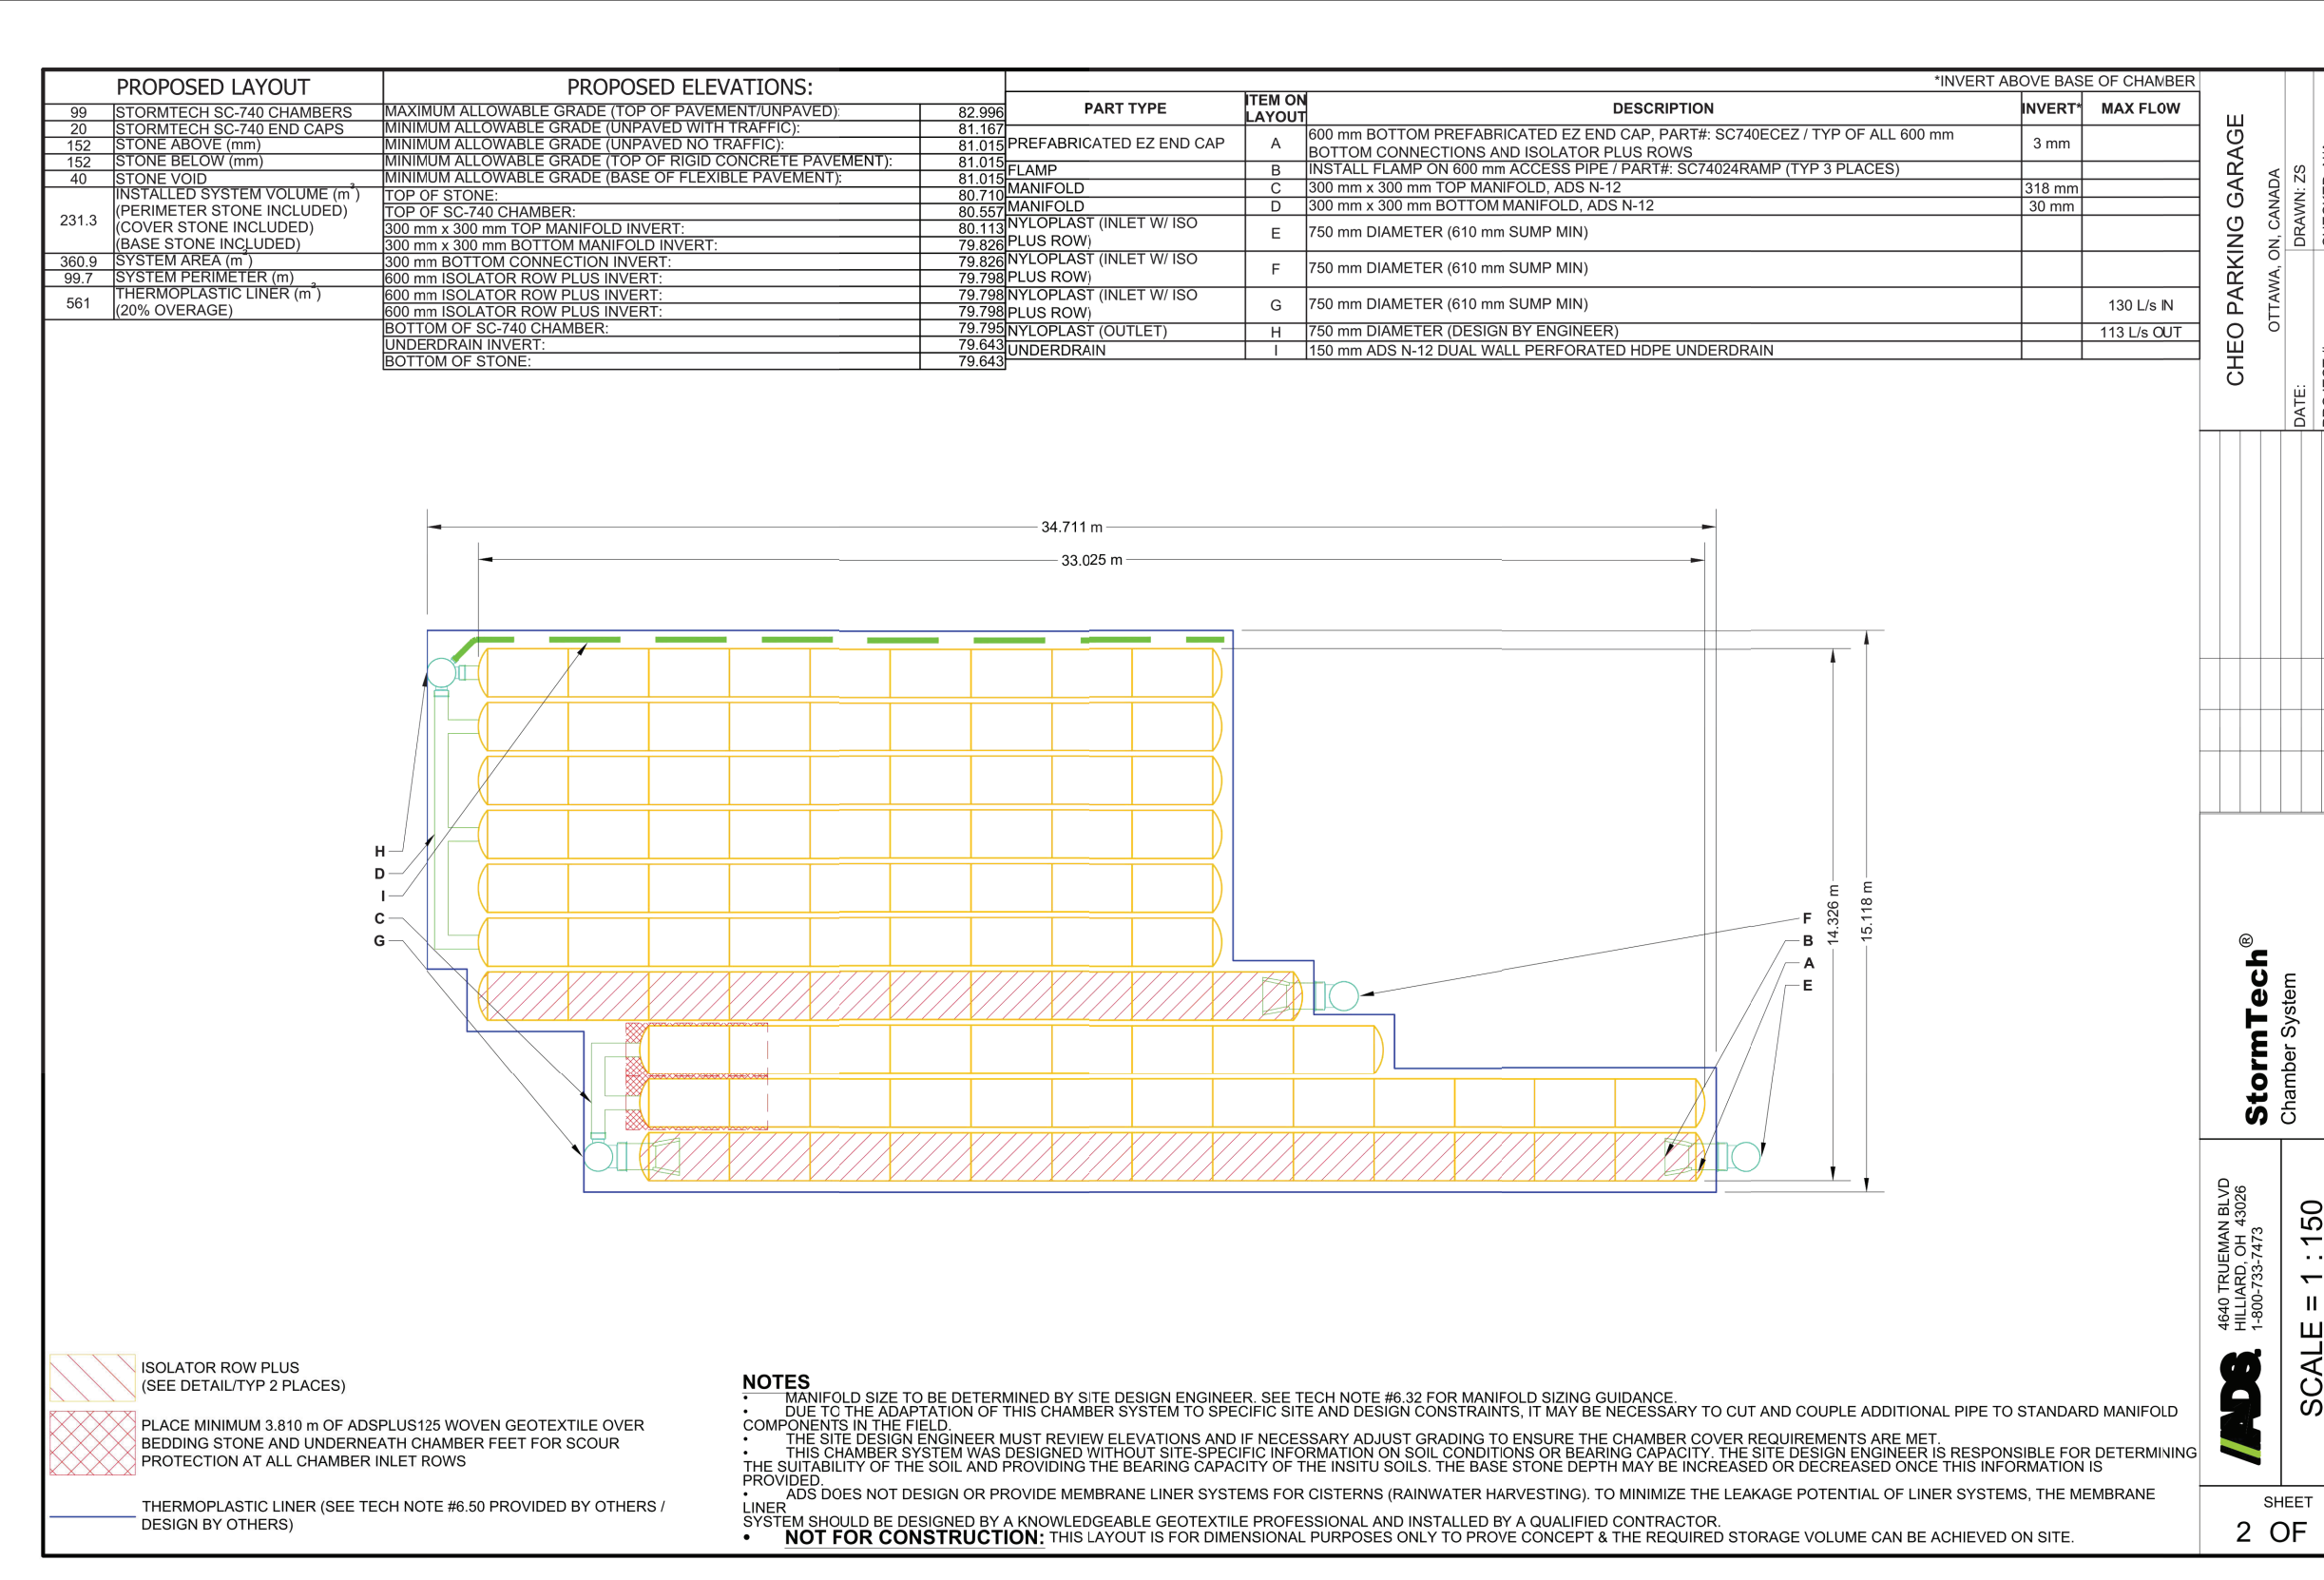 PROPOSED LAYOUT
99 STORMTECH SC-740 CHAMBERS
20 STORMTECH SC-740 END CAPS
152 STONE ABOVE (mm)
152 STONE BELOW (mm)
40 STONE VOID
231.3 INSTALLED SYSTEM VOLUME (m³)
(PERIMETER STONE INCLUDED)
(COVER STONE INCLUDED)
(BASE STONE INCLUDED)
360.9 SYSTEM AREA (m²)
99.7 SYSTEM PERIMETER (m)
561 THERMOPLASTIC LINER (m²)
(20% OVERAGE)
PROPOSED ELEVATIONS:
MAXIMUM ALLOWABLE GRADE (TOP OF PAVEMENT/UNPAVED): 82.996
MINIMUM ALLOWABLE GRADE (UNPAVED WITH TRAFFIC): 81.167
MINIMUM ALLOWABLE GRADE (UNPAVED NO TRAFFIC): 81.015
MINIMUM ALLOWABLE GRADE (TOP OF RIGID CONCRETE PAVEMENT): 81.015
MINIMUM ALLOWABLE GRADE (BASE OF FLEXIBLE PAVEMENT): 81.015
TOP OF STONE: 80.710
TOP OF SC-740 CHAMBER: 80.557
300 mm x 300 mm TOP MANIFOLD INVERT: 80.113
300 mm x 300 mm BOTTOM MANIFOLD INVERT: 79.826
300 mm BOTTOM CONNECTION INVERT: 79.826
600 mm ISOLATOR ROW PLUS INVERT: 79.798
600 mm ISOLATOR ROW PLUS INVERT: 79.798
600 mm ISOLATOR ROW PLUS INVERT: 79.798
BOTTOM OF SC-740 CHAMBER: 79.795
UNDERDRAIN INVERT: 79.643
BOTTOM OF STONE: 79.643
*INVERT ABOVE BASE OF CHAMBER
PART TYPE ITEM ON LAYOUT DESCRIPTION INVERT* MAX FLOW
PREFABRICATED EZ END CAP A 600 mm BOTTOM PREFABRICATED EZ END CAP, PART#: SC740ECEZ / TYP OF ALL 600 mm
BOTTOM CONNECTIONS AND ISOLATOR PLUS ROWS 3 mm
FLAMP B INSTALL FLAMP ON 600 mm ACCESS PIPE / PART#: SC74024RAMP (TYP 3 PLACES)
MANIFOLD C 300 mm x 300 mm TOP MANIFOLD, ADS N-12 318 mm
MANIFOLD D 300 mm x 300 mm BOTTOM MANIFOLD, ADS N-12 30 mm
NYLOPLAST (INLET W/ ISO
PLUS ROW) E 750 mm DIAMETER (610 mm SUMP MIN)
NYLOPLAST (INLET W/ ISO
PLUS ROW) F 750 mm DIAMETER (610 mm SUMP MIN)
NYLOPLAST (INLET W/ ISO
PLUS ROW) G 750 mm DIAMETER (610 mm SUMP MIN) 130 L/s IN
NYLOPLAST (OUTLET) H 750 mm DIAMETER (DESIGN BY ENGINEER) 113 L/s OUT
UNDERDRAIN I 150 mm ADS N-12 DUAL WALL PERFORATED HDPE UNDERDRAIN
CHEO PARKING GARAGE
OTTAWA, ON, CANADA
DATE: DRAWN: ZS
34.711 m
33.025 m
14.326 m
15.118 m
H
D
I
C
G
F
B
A
E
StormTech®
Chamber System
4640 TRUEMAN BLVD
HILLIARD, OH 43026
1-800-733-7473
ADS.
SCALE = 1 : 150
SHEET
2 OF
ISOLATOR ROW PLUS
(SEE DETAIL/TYP 2 PLACES)
PLACE MINIMUM 3.810 m OF ADSPLUS125 WOVEN GEOTEXTILE OVER
BEDDING STONE AND UNDERNEATH CHAMBER FEET FOR SCOUR
PROTECTION AT ALL CHAMBER INLET ROWS
THERMOPLASTIC LINER (SEE TECH NOTE #6.50 PROVIDED BY OTHERS /
DESIGN BY OTHERS)
NOTES
• MANIFOLD SIZE TO BE DETERMINED BY SITE DESIGN ENGINEER. SEE TECH NOTE #6.32 FOR MANIFOLD SIZING GUIDANCE.
• DUE TO THE ADAPTATION OF THIS CHAMBER SYSTEM TO SPECIFIC SITE AND DESIGN CONSTRAINTS, IT MAY BE NECESSARY TO CUT AND COUPLE ADDITIONAL PIPE TO STANDARD MANIFOLD
COMPONENTS IN THE FIELD.
• THE SITE DESIGN ENGINEER MUST REVIEW ELEVATIONS AND IF NECESSARY ADJUST GRADING TO ENSURE THE CHAMBER COVER REQUIREMENTS ARE MET.
• THIS CHAMBER SYSTEM WAS DESIGNED WITHOUT SITE-SPECIFIC INFORMATION ON SOIL CONDITIONS OR BEARING CAPACITY. THE SITE DESIGN ENGINEER IS RESPONSIBLE FOR DETERMINING
THE SUITABILITY OF THE SOIL AND PROVIDING THE BEARING CAPACITY OF THE INSITU SOILS. THE BASE STONE DEPTH MAY BE INCREASED OR DECREASED ONCE THIS INFORMATION IS
PROVIDED.
• ADS DOES NOT DESIGN OR PROVIDE MEMBRANE LINER SYSTEMS FOR CISTERNS (RAINWATER HARVESTING). TO MINIMIZE THE LEAKAGE POTENTIAL OF LINER SYSTEMS, THE MEMBRANE
LINER
SYSTEM SHOULD BE DESIGNED BY A KNOWLEDGEABLE GEOTEXTILE PROFESSIONAL AND INSTALLED BY A QUALIFIED CONTRACTOR.
• NOT FOR CONSTRUCTION: THIS LAYOUT IS FOR DIMENSIONAL PURPOSES ONLY TO PROVE CONCEPT & THE REQUIRED STORAGE VOLUME CAN BE ACHIEVED ON SITE.